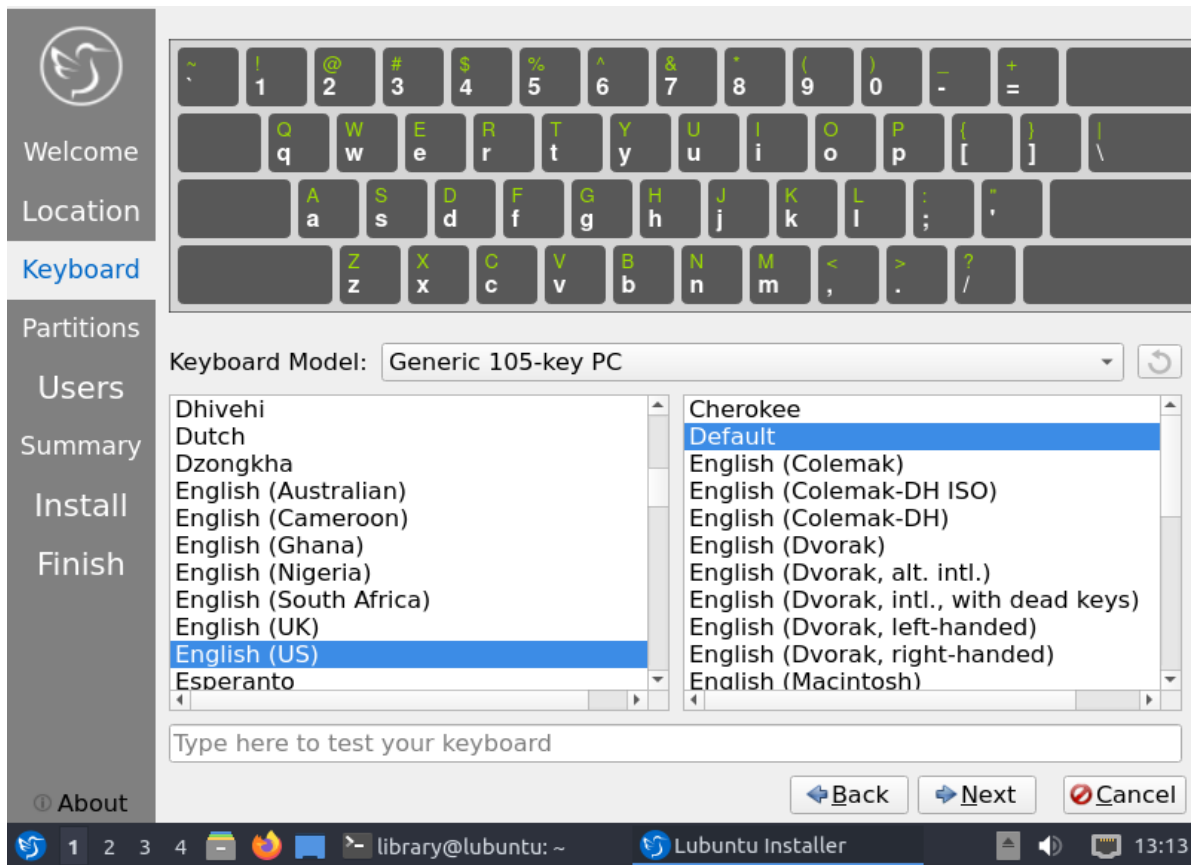 ~ ! @ # $ % ^ & * ( ) _ +
` 1 2 3 4 5 6 7 8 9 0 - =
Q W E R T Y U I O P { } |
q w e r t y u i o p [ ] \
A S D F G H J K L : "
a s d f g h j k l ; '
Z X C V B N M < > ?
z x c v b n m , . /
Welcome
Location
Keyboard
Partitions
Users
Summary
Install
Finish
About
Keyboard Model: Generic 105-key PC
Dhivehi
Dutch
Dzongkha
English (Australian)
English (Cameroon)
English (Ghana)
English (Nigeria)
English (South Africa)
English (UK)
English (US)
Esperanto
Cherokee
Default
English (Colemak)
English (Colemak-DH ISO)
English (Colemak-DH)
English (Dvorak)
English (Dvorak, alt. intl.)
English (Dvorak, intl., with dead keys)
English (Dvorak, left-handed)
English (Dvorak, right-handed)
English (Macintosh)
Type here to test your keyboard
Back Next Cancel
1 2 3 4 library@lubuntu: ~ Lubuntu Installer 13:13